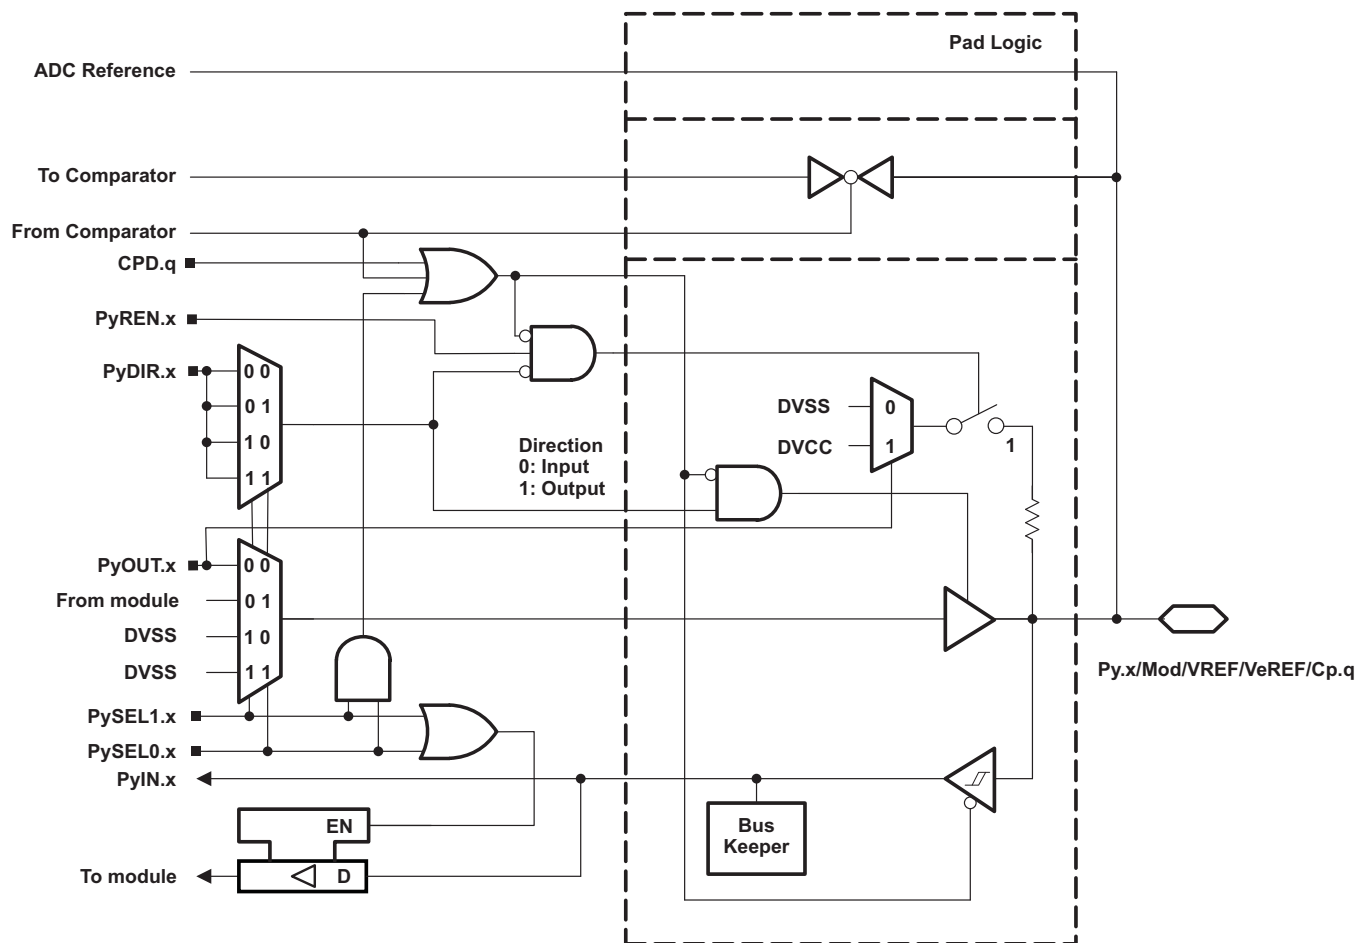 Pad Logic
ADC Reference
To Comparator
From Comparator
CPD.q
PyREN.x
PyDIR.x
0 0
0 1
1 0
1 1
Direction
0: Input
1: Output
DVSS
0
DVCC
1
1
PyOUT.x
0 0
From module
0 1
DVSS
1 0
DVSS
1 1
Py.x/Mod/VREF/VeREF/Cp.q
PySEL1.x
PySEL0.x
PyIN.x
EN
Bus
Keeper
To module
D